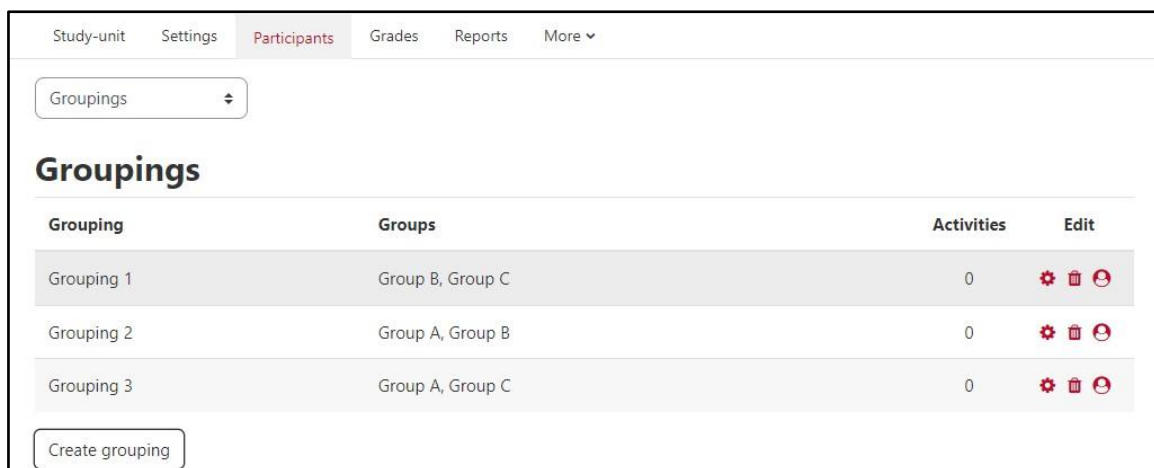 Study-unit Settings Participants Grades Reports More
Groupings
Groupings
Grouping Groups Activities Edit
Grouping 1 Group B, Group C 0
Grouping 2 Group A, Group B 0
Grouping 3 Group A, Group C 0
Create grouping